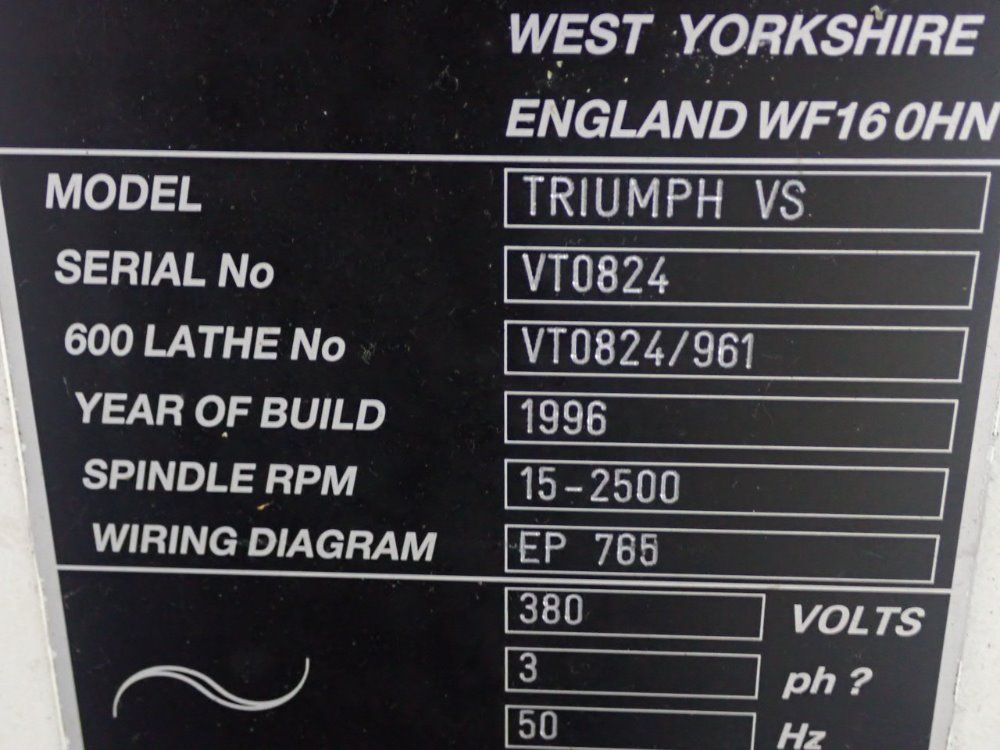 WEST YORKSHIRE
ENGLAND WF16 0HN
MODEL TRIUMPH VS
SERIAL No VT0824
600 LATHE No VT0824/961
YEAR OF BUILD 1996
SPINDLE RPM 15-2500
WIRING DIAGRAM EP 765
380 VOLTS
3 ph ?
50 Hz